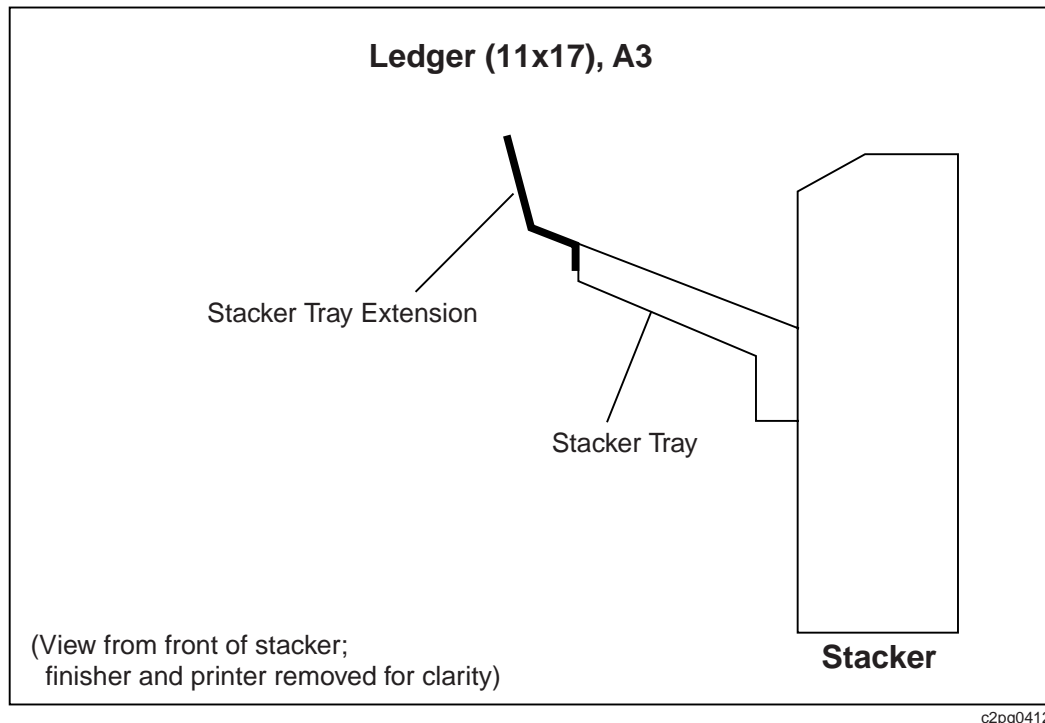 Ledger (11x17), A3
Stacker Tray Extension
Stacker Tray
(View from front of stacker;
finisher and printer removed for clarity)
Stacker
c2pq0412